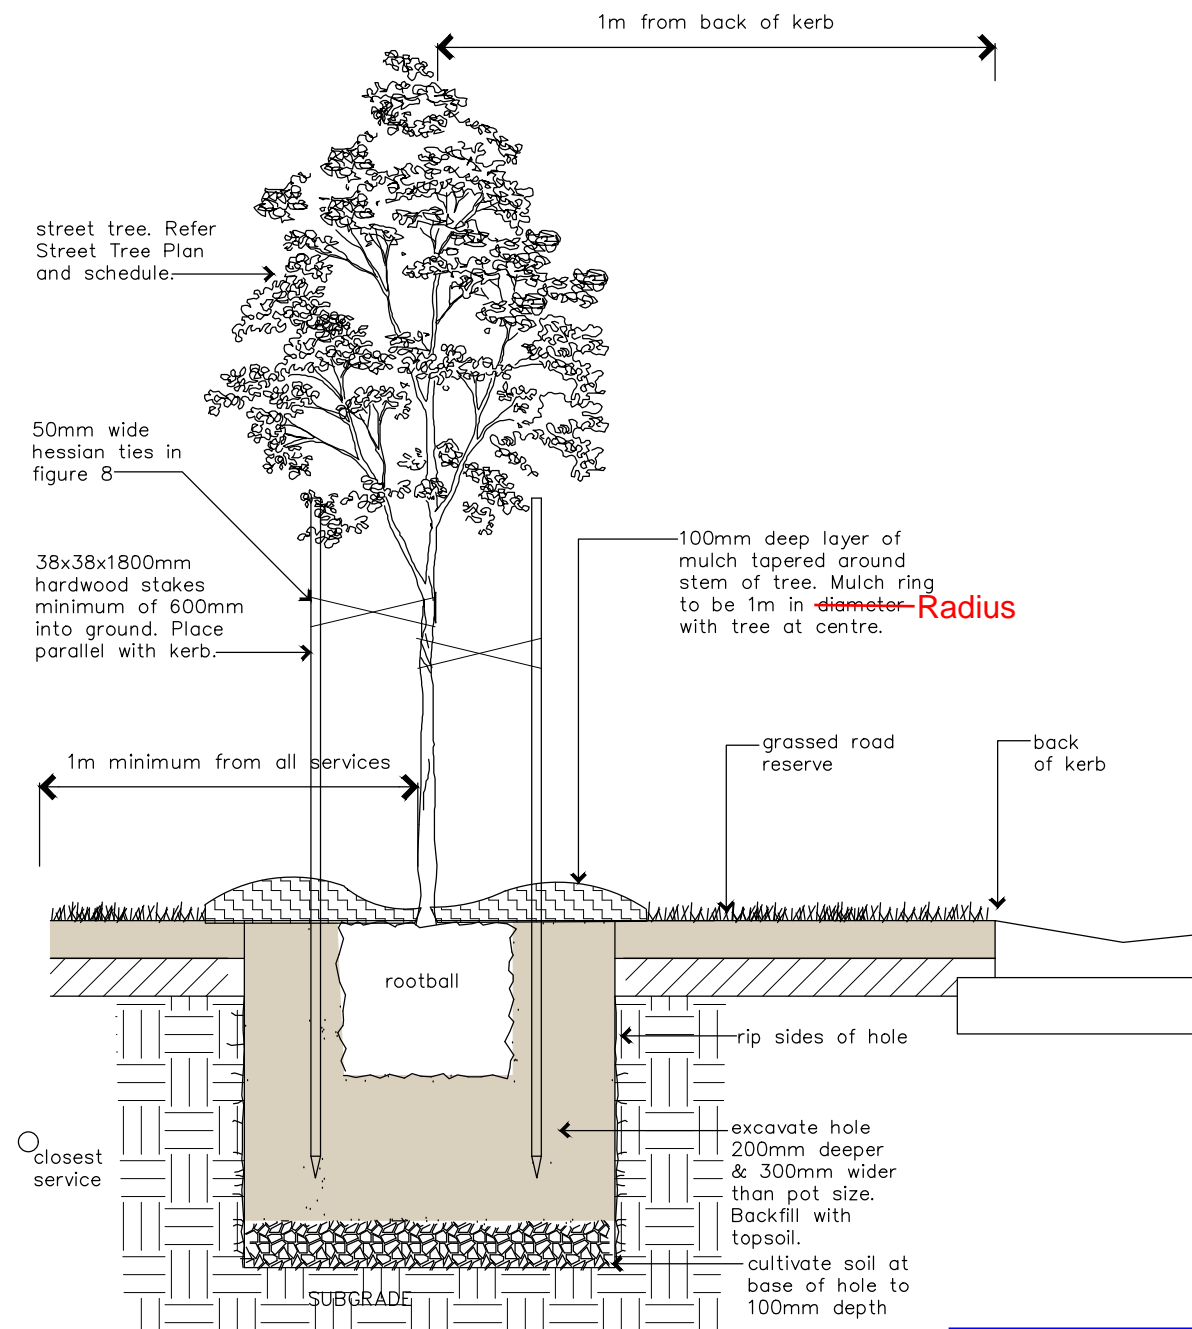 1m from back of kerb
street tree. Refer
Street Tree Plan
and schedule.
50mm wide
hessian ties in
figure 8
38x38x1800mm
hardwood stakes
minimum of 600mm
into ground. Place
parallel with kerb.
100mm deep layer of
mulch tapered around
stem of tree. Mulch ring
to be 1m in diameter Radius
with tree at centre.
1m minimum from all services
grassed road
reserve
back
of kerb
rootball
rip sides of hole
closest
service
excavate hole
200mm deeper
& 300mm wider
than pot size.
Backfill with
topsoil.
cultivate soil at
base of hole to
100mm depth
SUBGRADE